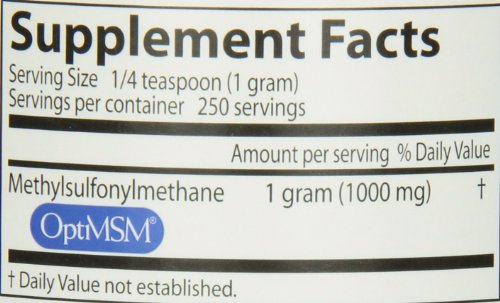 Supplement Facts
Serving Size 1/4 teaspoon (1 gram)
Servings per container 250 servings
Amount per serving % Daily Value
Methylsulfonylmethane 1 gram (1000 mg) †
OptiMSM®
† Daily Value not established.